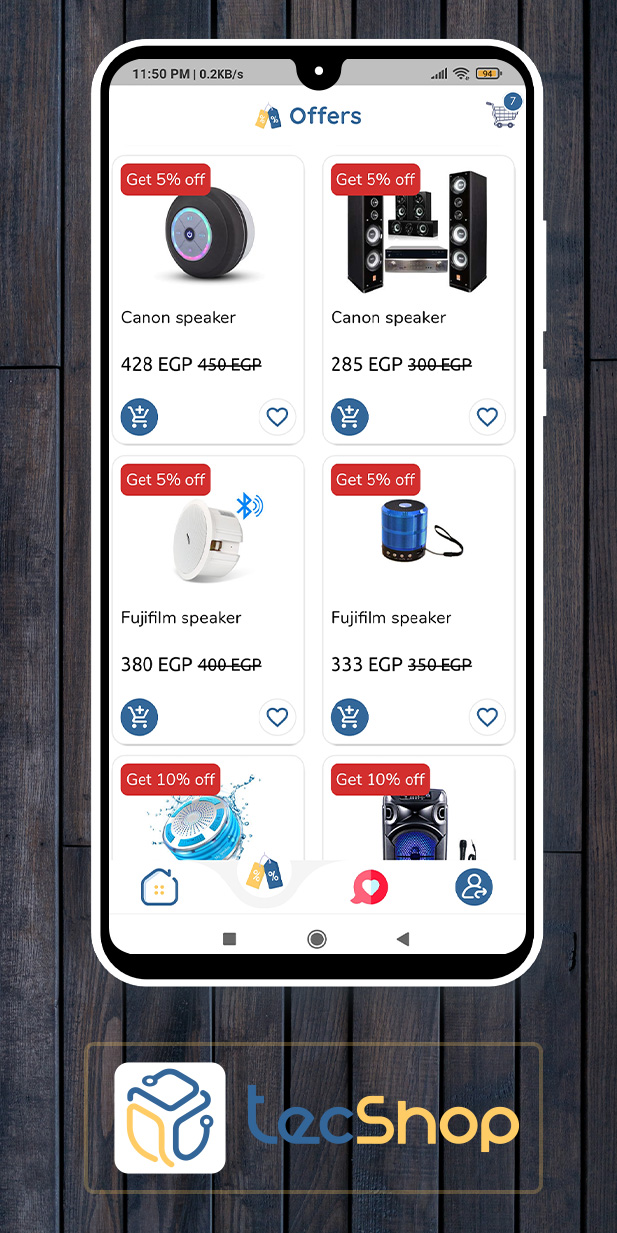 11:50 PM | 0.2KB/s
94
% % Offers
7
Get 5% off
Get 5% off
Canon speaker
Canon speaker
428 EGP 450 EGP
285 EGP 300 EGP
Get 5% off
Get 5% off
Fujifilm speaker
Fujifilm speaker
380 EGP 400 EGP
333 EGP 350 EGP
Get 10% off
Get 10% off
% %
tecShop